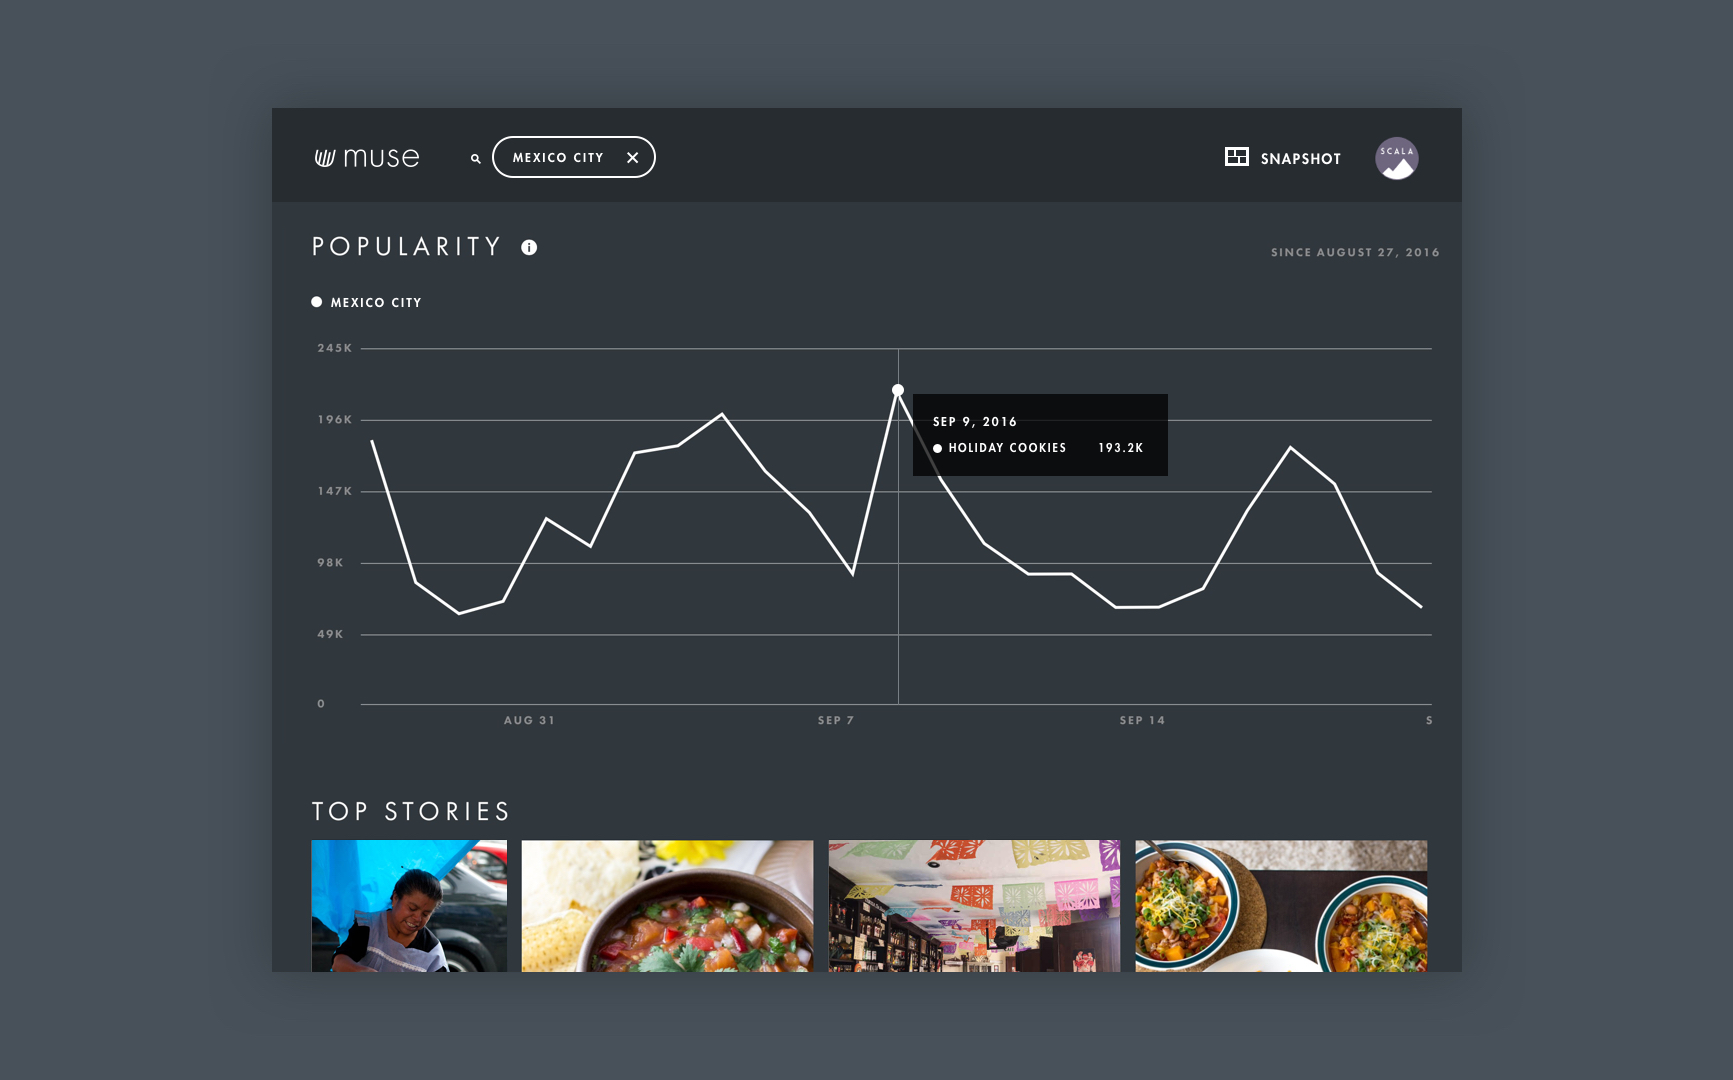 muse
MEXICO CITY
SNAPSHOT
SCALA
POPULARITY
SINCE AUGUST 27, 2016
MEXICO CITY
245K
196K
SEP 9, 2016
HOLIDAY COOKIES 193.2K
147K
98K
49K
0
AUG 31 SEP 7 SEP 14 S
TOP STORIES